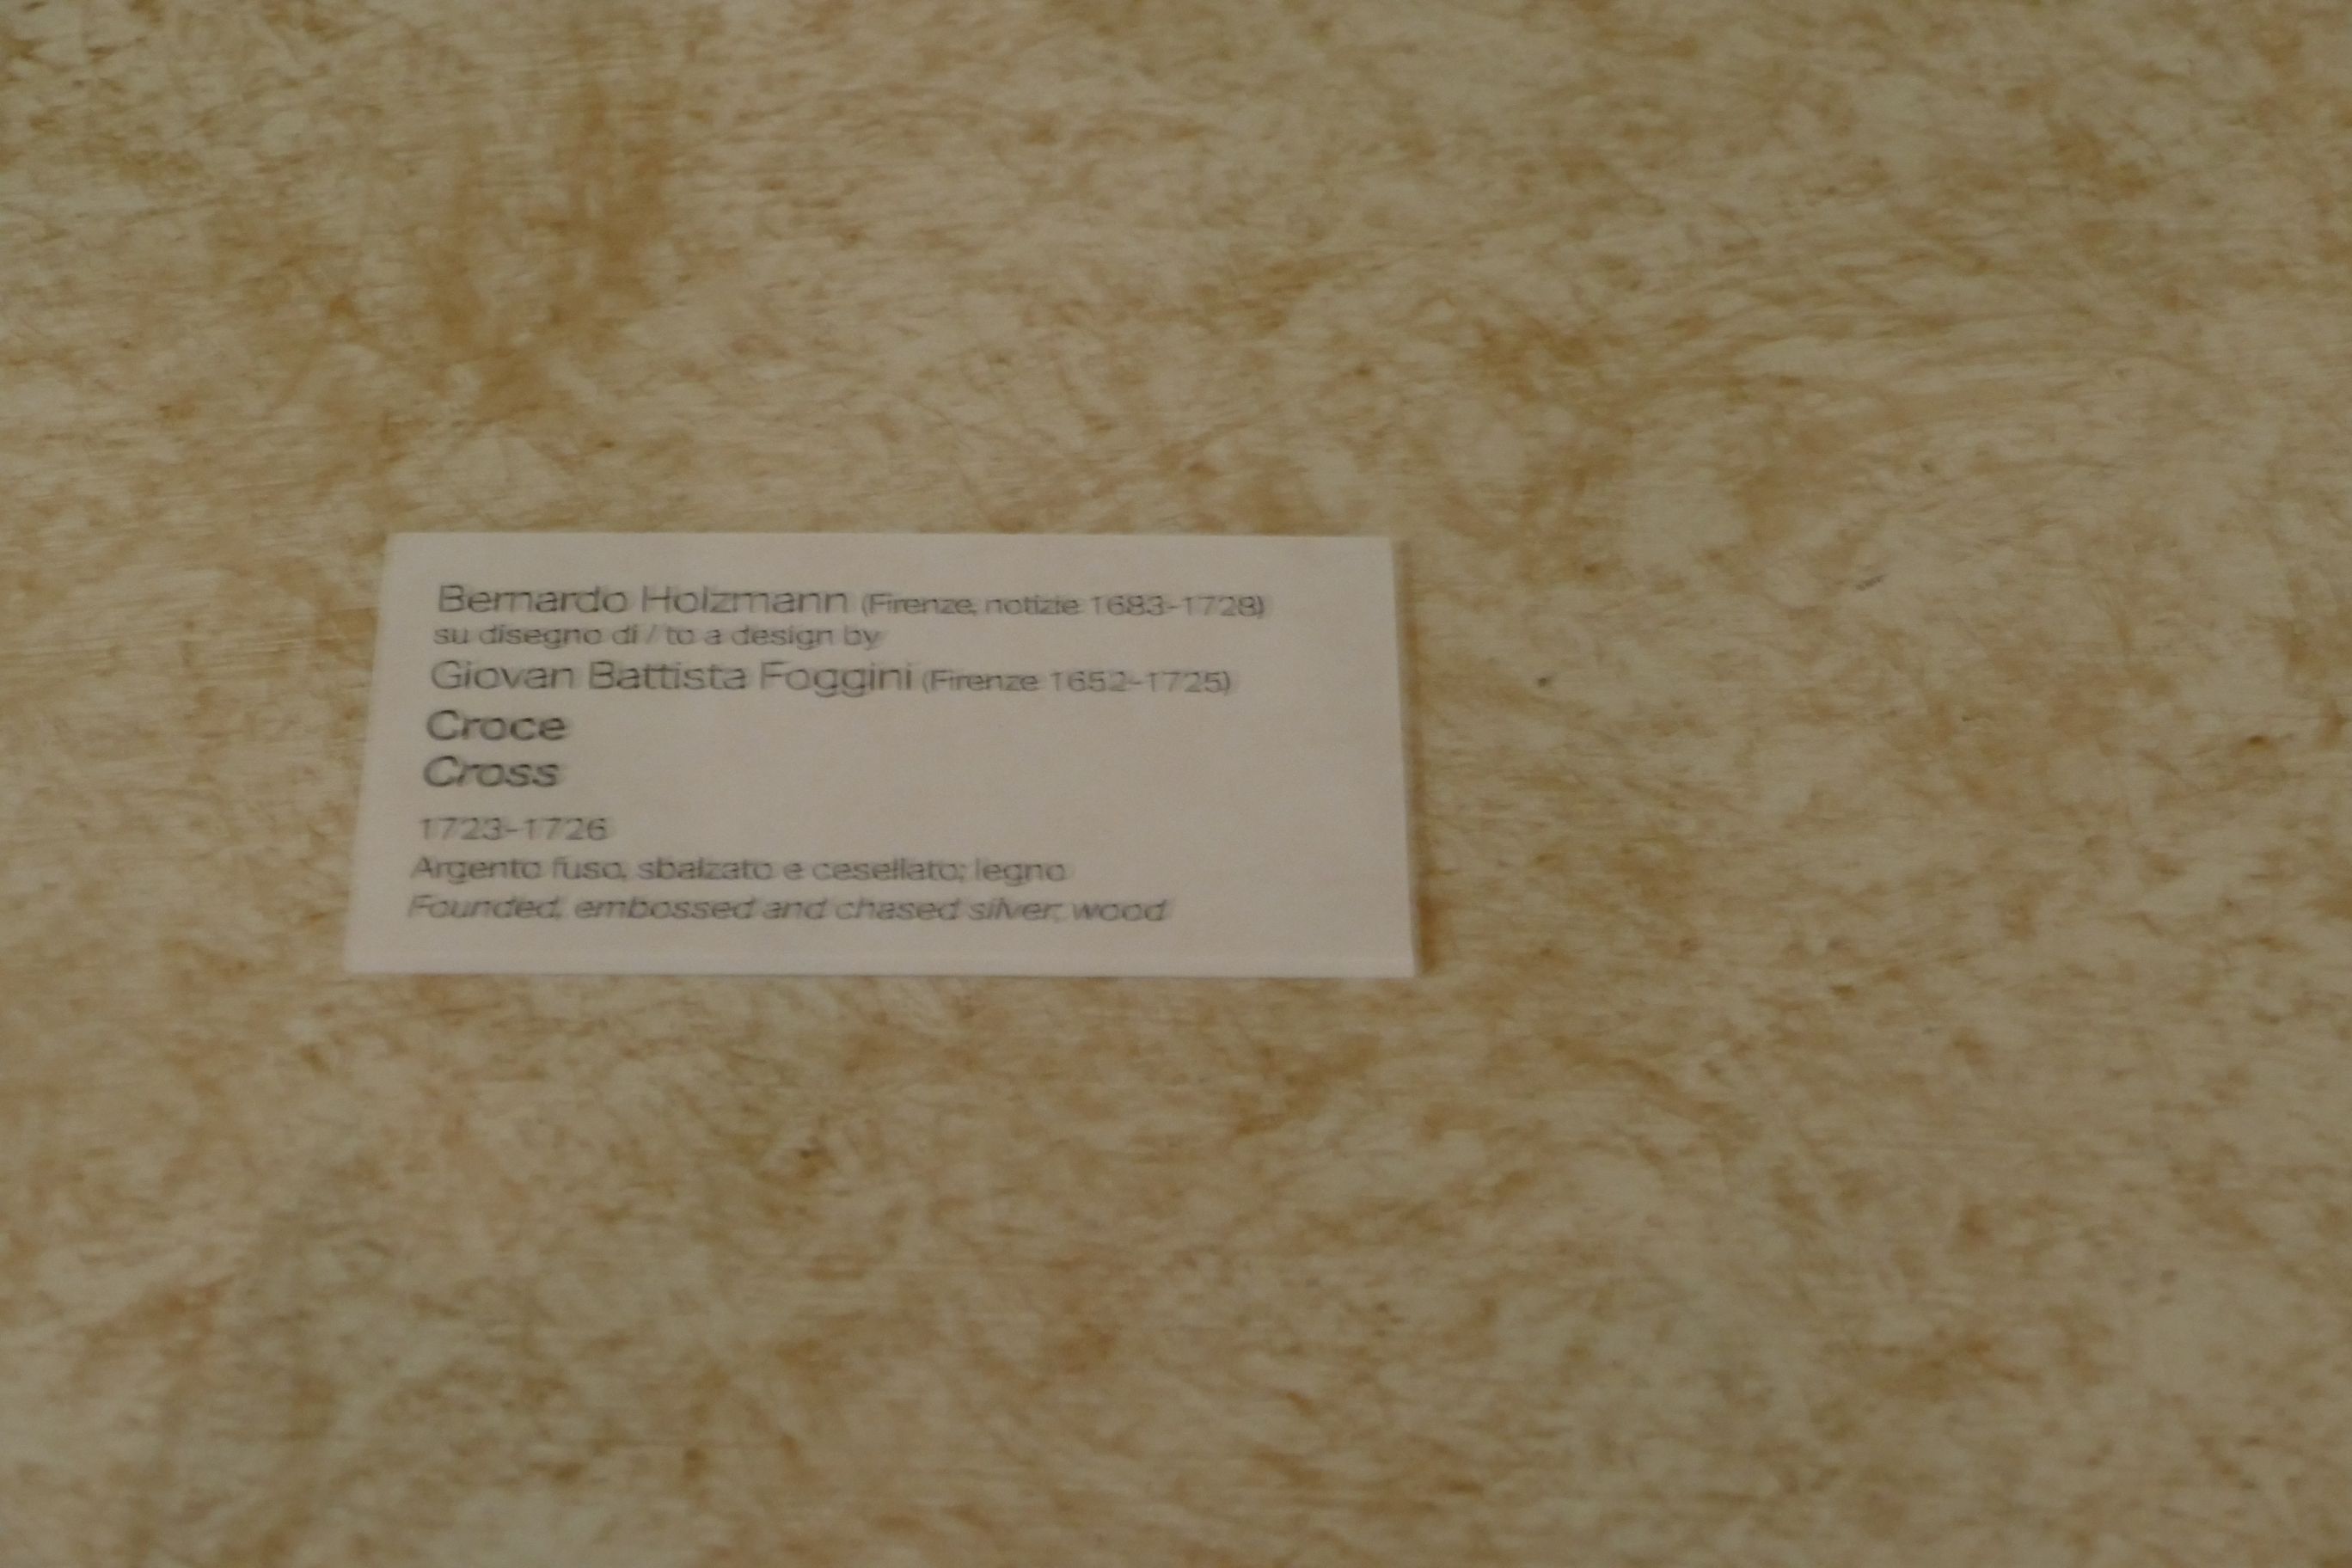 Bernardo Holzmann (Firenze, notizie 1683-1728)
su disegno di / to a design by
Giovan Battista Foggini (Firenze 1652-1725)
Croce
Cross
1723-1726
Argento fuso, sbalzato e cesellato; legno
Founded, embossed and chased silver; wood